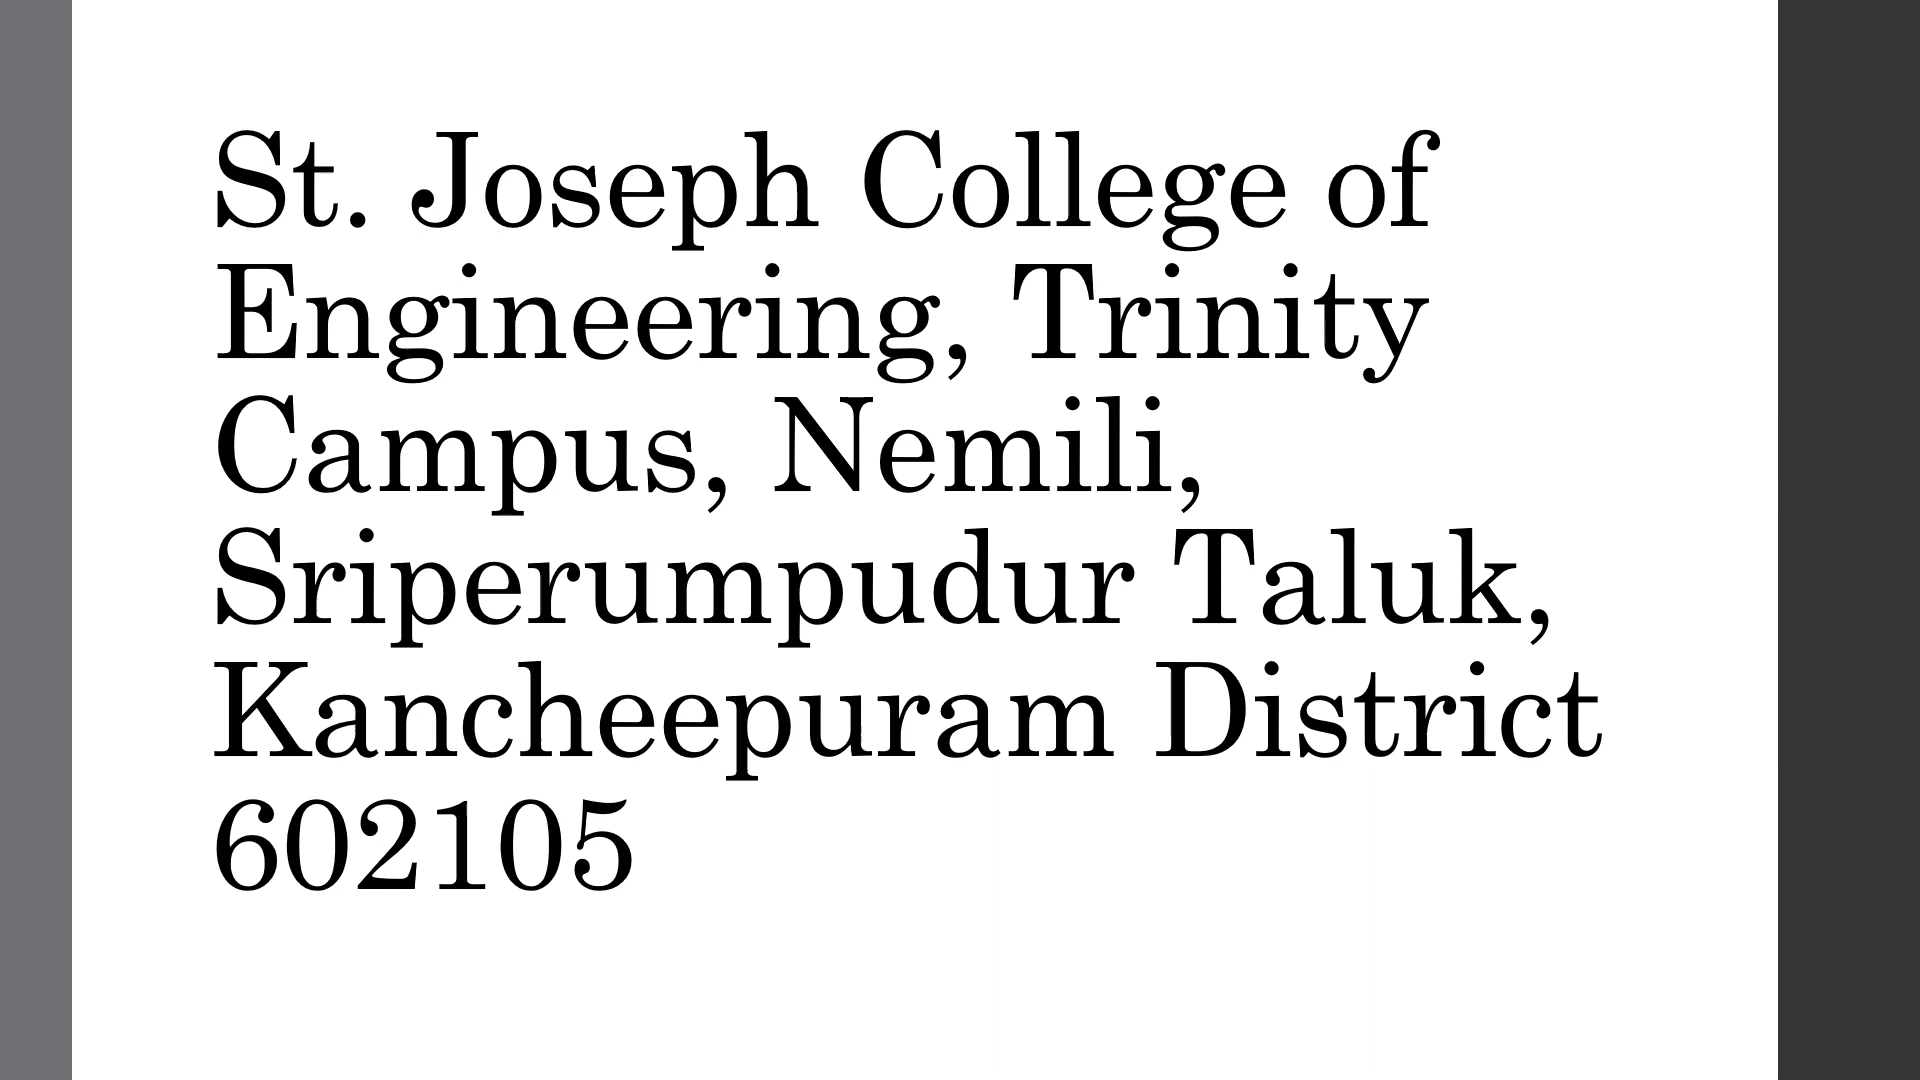 St. Joseph College of
Engineering, Trinity
Campus, Nemili,
Sriperumpudur Taluk,
Kancheepuram District
602105